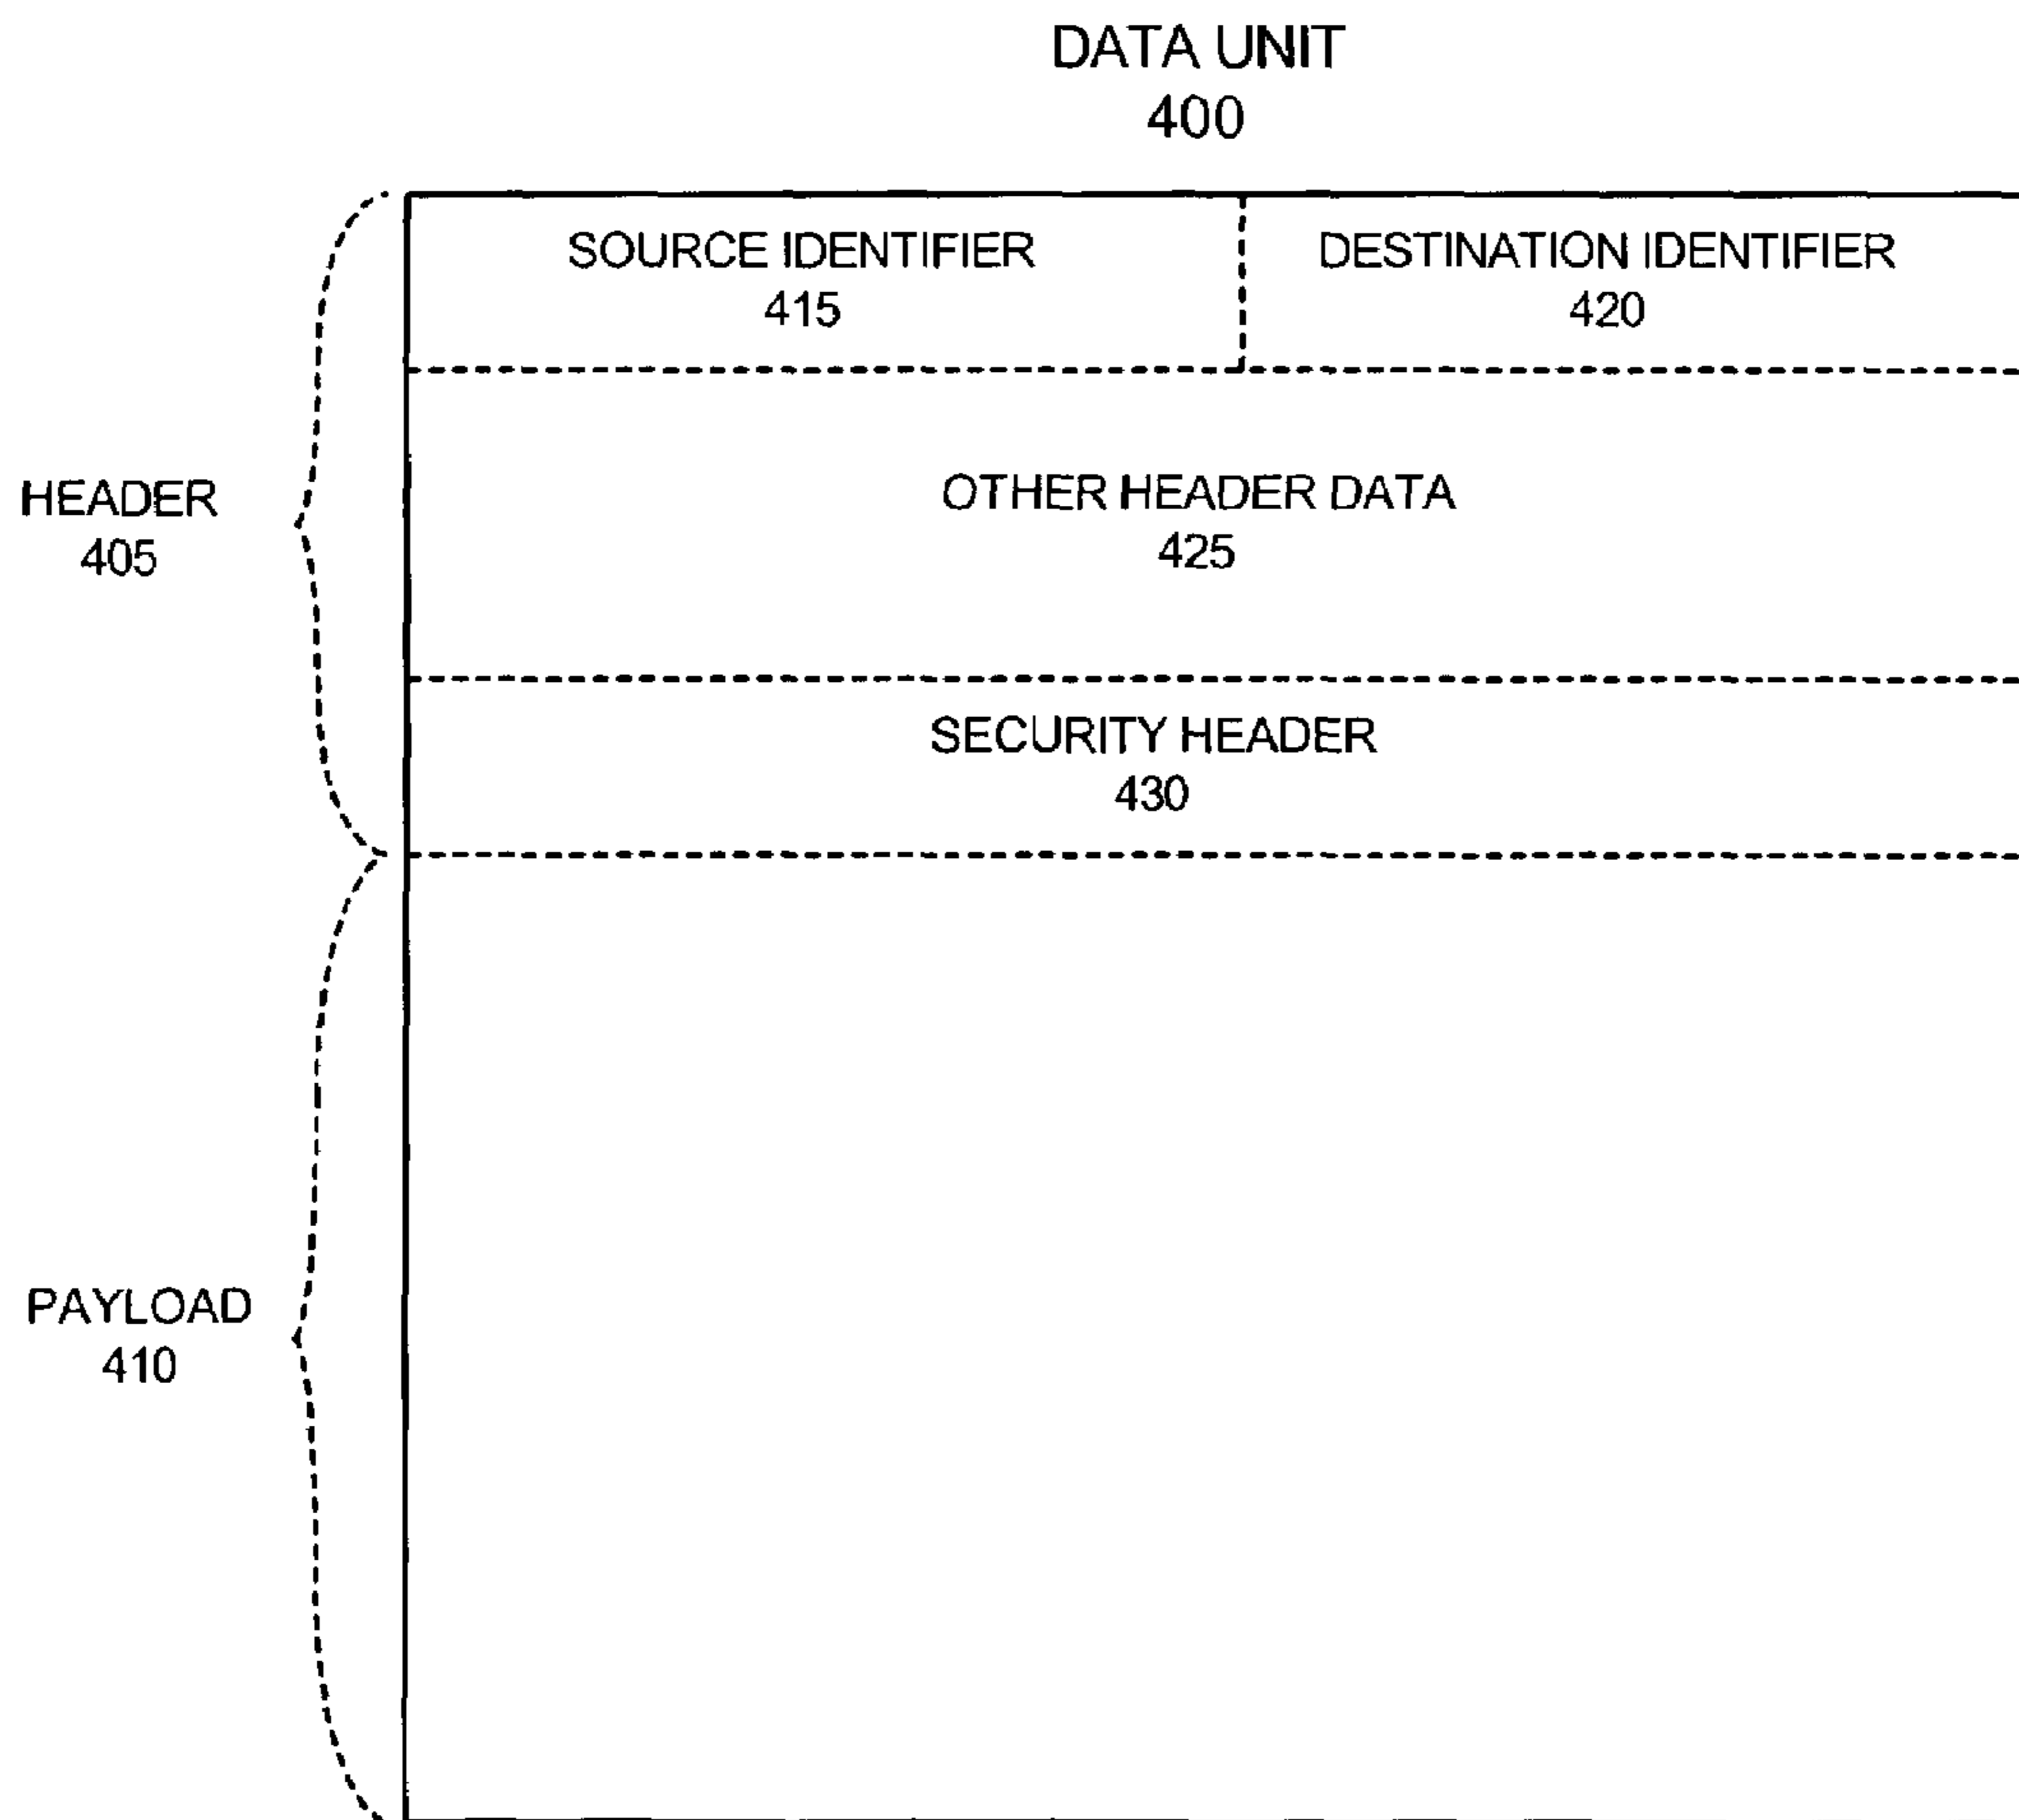 DATA UNIT
400
SOURCE IDENTIFIER
415
DESTINATION IDENTIFIER
420
HEADER
405
OTHER HEADER DATA
425
SECURITY HEADER
430
PAYLOAD
410